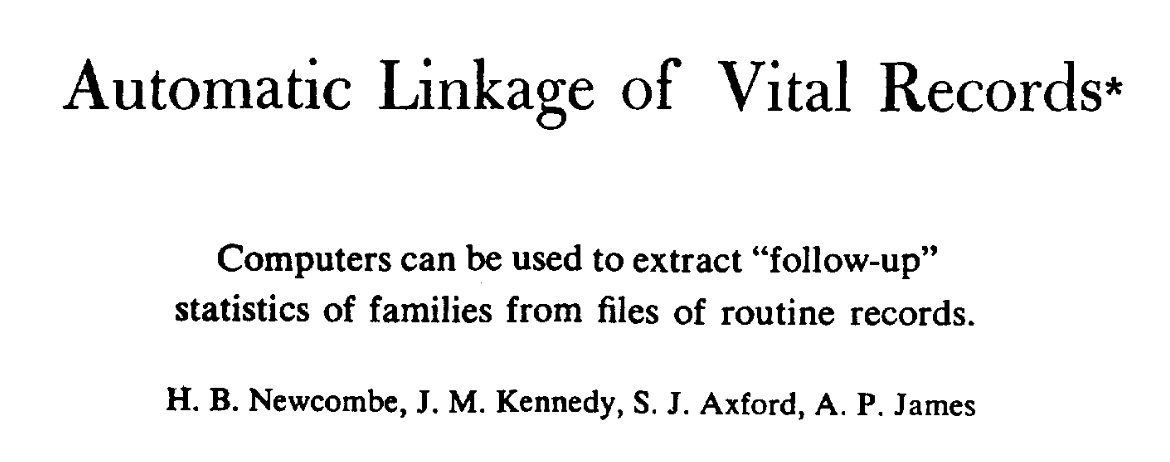 Automatic Linkage of Vital Records*
Computers can be used to extract “follow-up”
statistics of families from files of routine records.
H. B. Newcombe, J. M. Kennedy, S. J. Axford, A. P. James